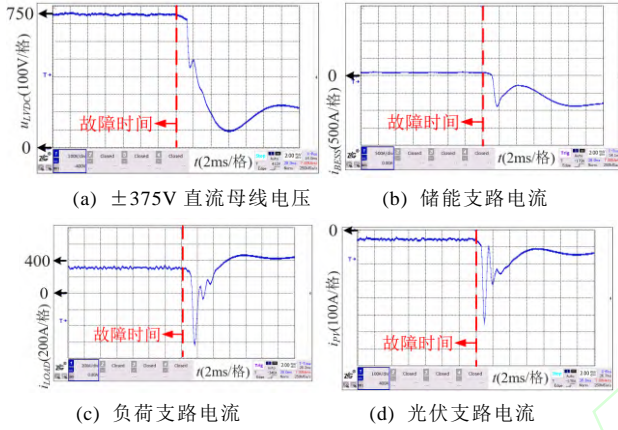 750
0
u_LVDC(100V/格)
故障时间
t(2ms/格)
(a) ±375V 直流母线电压
0
i_BESS(500A/格)
故障时间
t(2ms/格)
(b) 储能支路电流
400
0
i_LOAD(200A/格)
故障时间
t(2ms/格)
(c) 负荷支路电流
0
i_PV(100A/格)
故障时间
t(2ms/格)
(d) 光伏支路电流